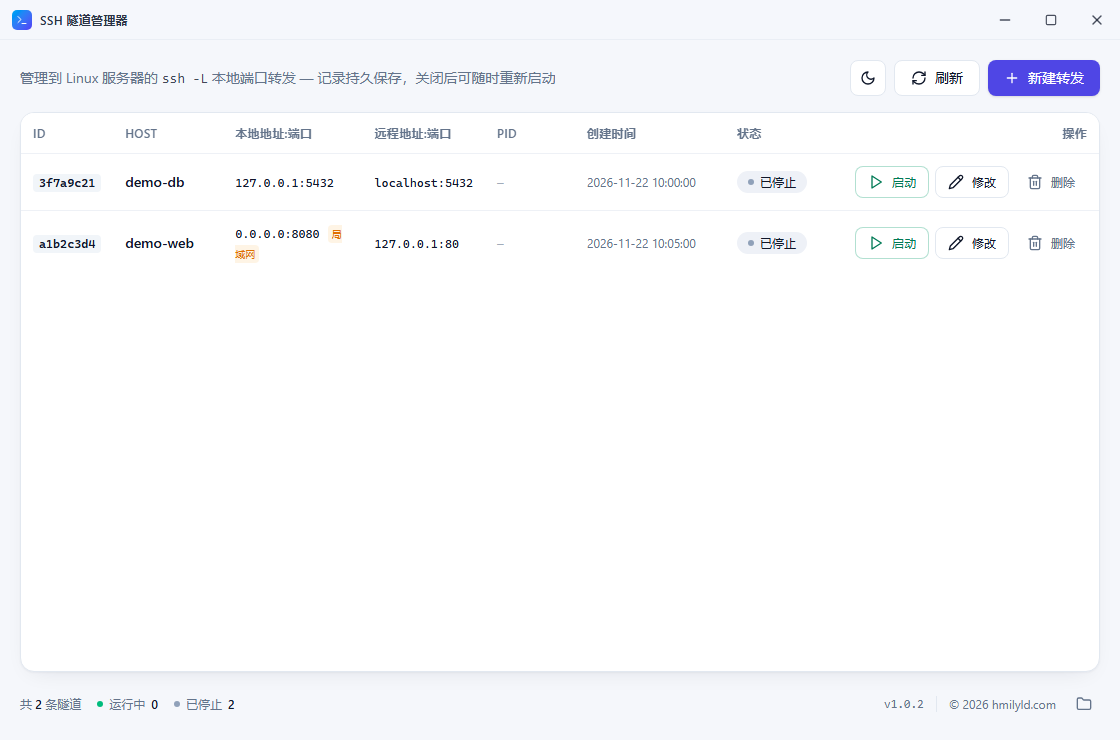 SSH 隧道管理器
管理到 Linux 服务器的 ssh -L 本地端口转发 — 记录持久保存，关闭后可随时重新启动
刷新
新建转发
ID HOST 本地地址:端口 远程地址:端口 PID 创建时间 状态 操作
3f7a9c21 demo-db 127.0.0.1:5432 localhost:5432 — 2026-11-22 10:00:00 已停止 启动 修改 删除
a1b2c3d4 demo-web 0.0.0.0:8080 局域网 127.0.0.1:80 — 2026-11-22 10:05:00 已停止 启动 修改 删除
共 2 条隧道 运行中 0 已停止 2
v1.0.2 © 2026 hmilyld.com